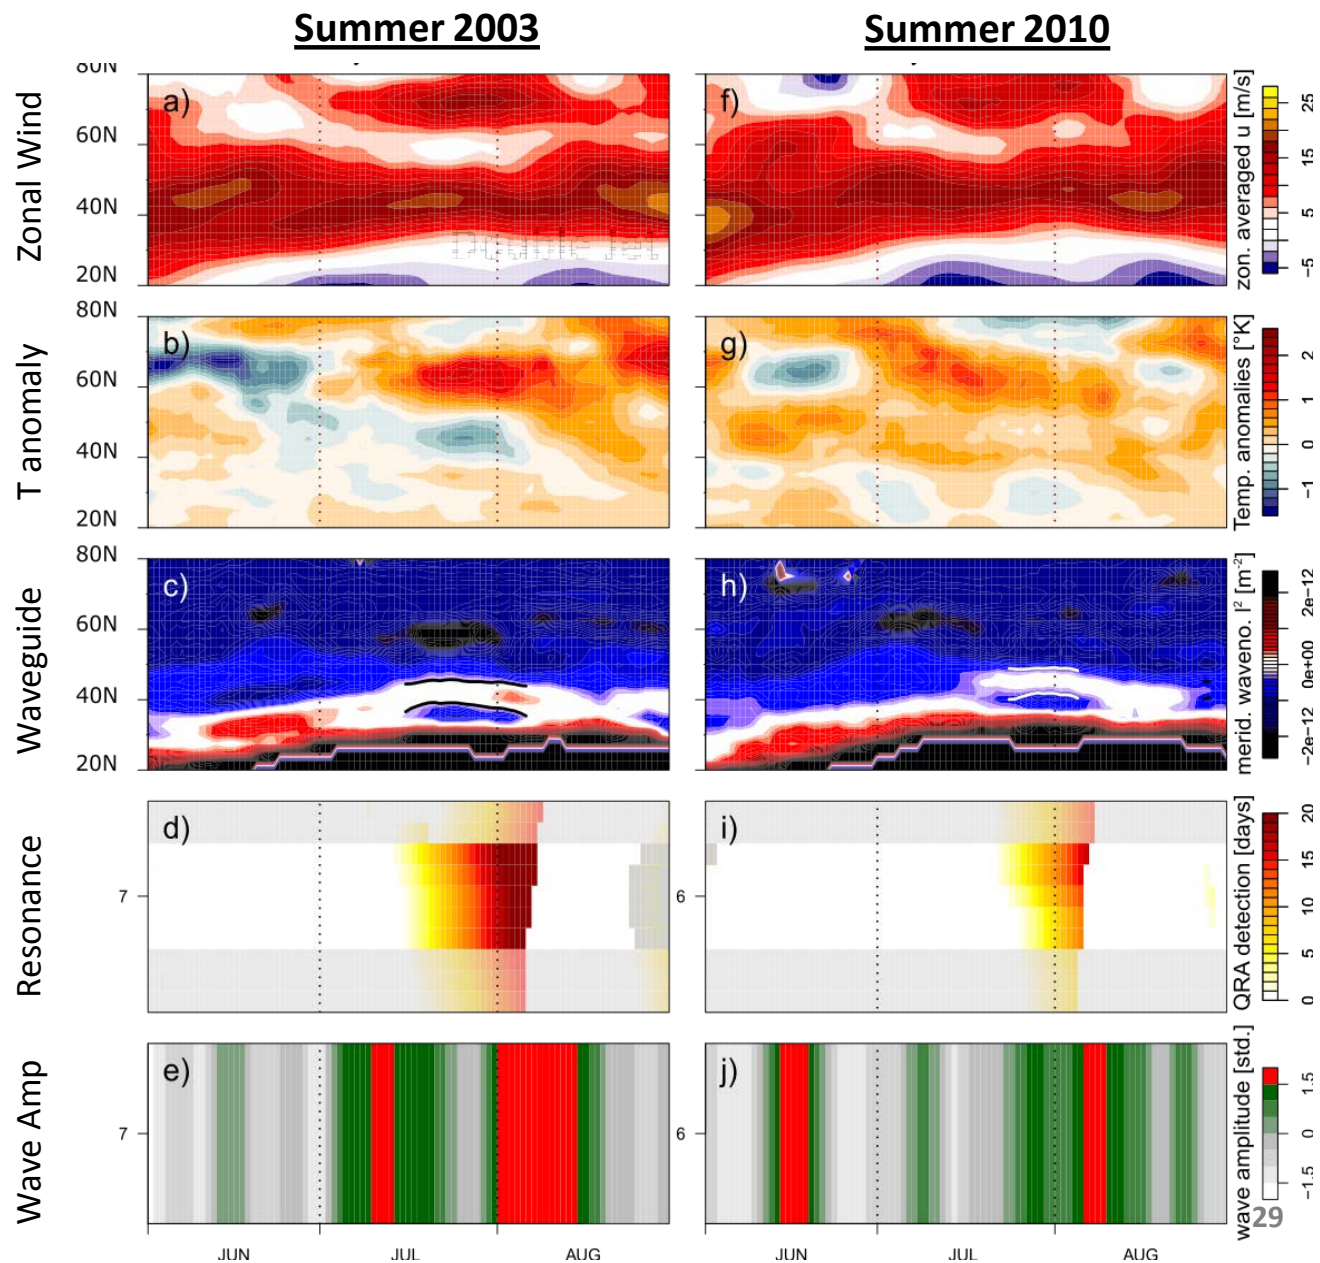 Summer 2003
Summer 2010
Zonal Wind
80N
60N
40N
20N
a)
f)
zon. averaged u [m/s]
25
15
5
−5
T anomaly
80N
60N
40N
20N
b)
g)
Temp. anomalies [°K]
2
1
0
−1
Waveguide
80N
60N
40N
20N
c)
h)
merid. waveno. l² [m⁻²]
2e−12
0e+00
−2e−12
Resonance
7
d)
6
i)
QRA detection [days]
20
15
10
5
0
Wave Amp
7
e)
6
j)
wave amplitude [std.]
1.5
0
−1.5
29
JUN
JUL
AUG
JUN
JUL
AUG